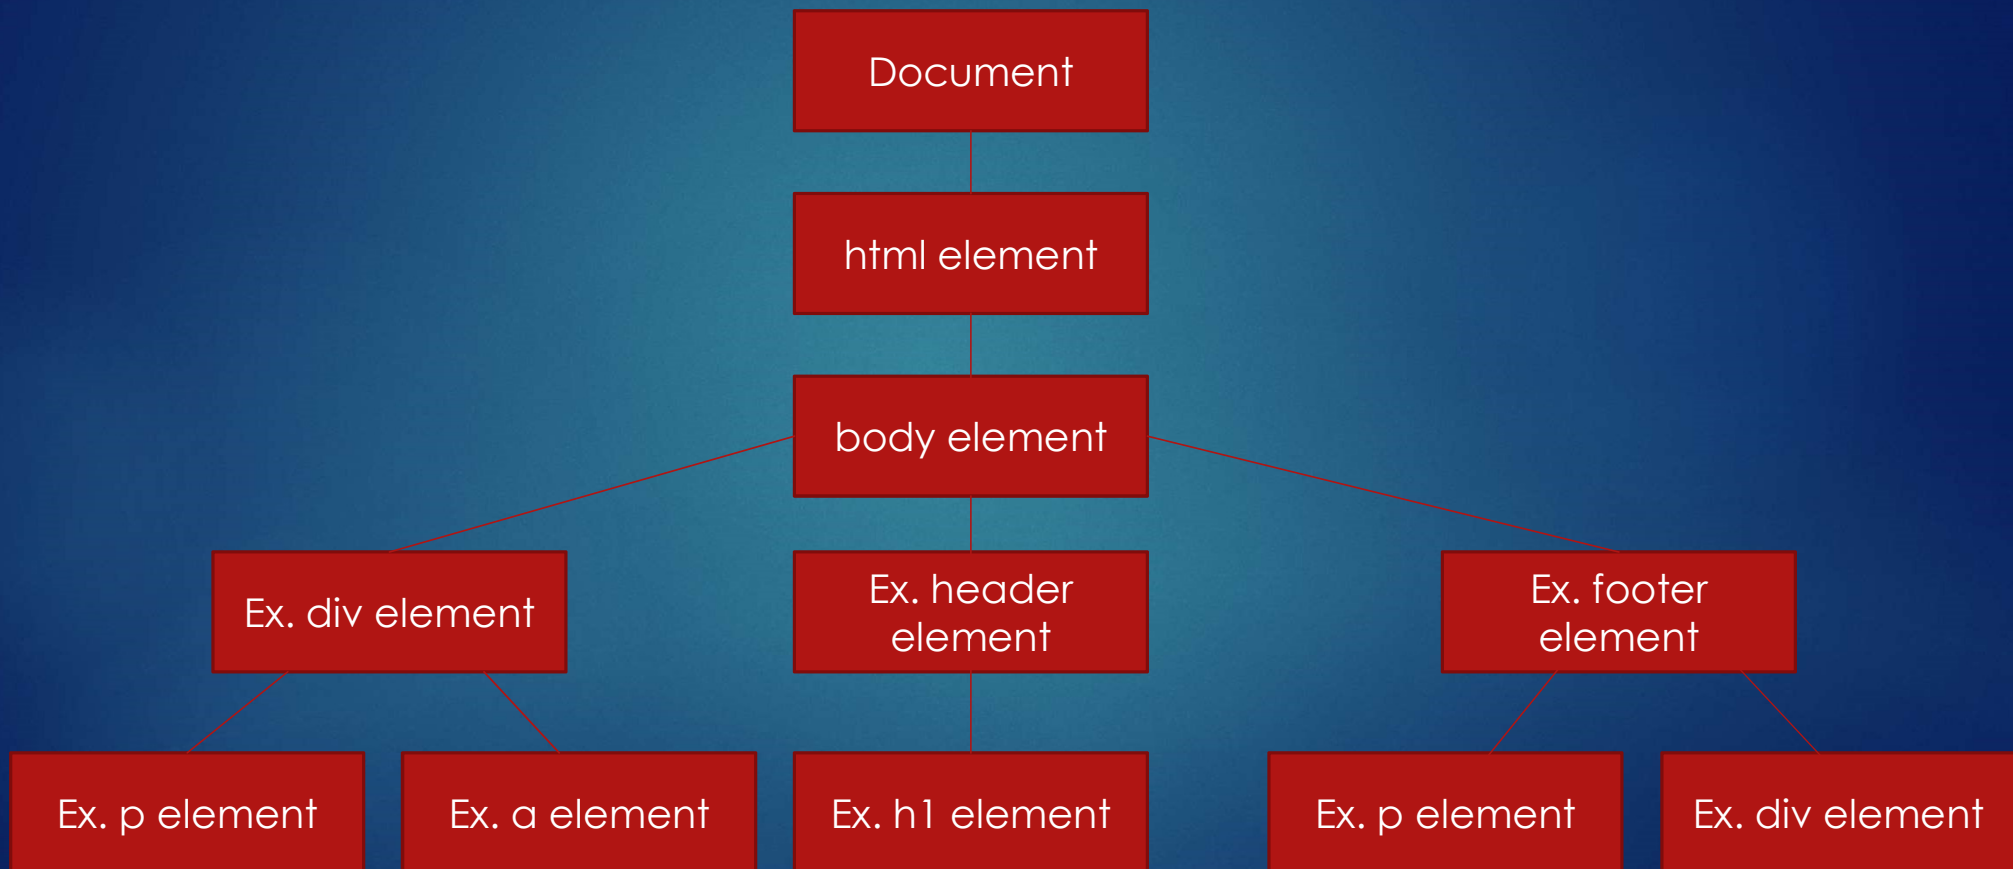 Document
html element
body element
Ex. div element
Ex. header
element
Ex. footer
element
Ex. p element
Ex. a element
Ex. h1 element
Ex. p element
Ex. div element